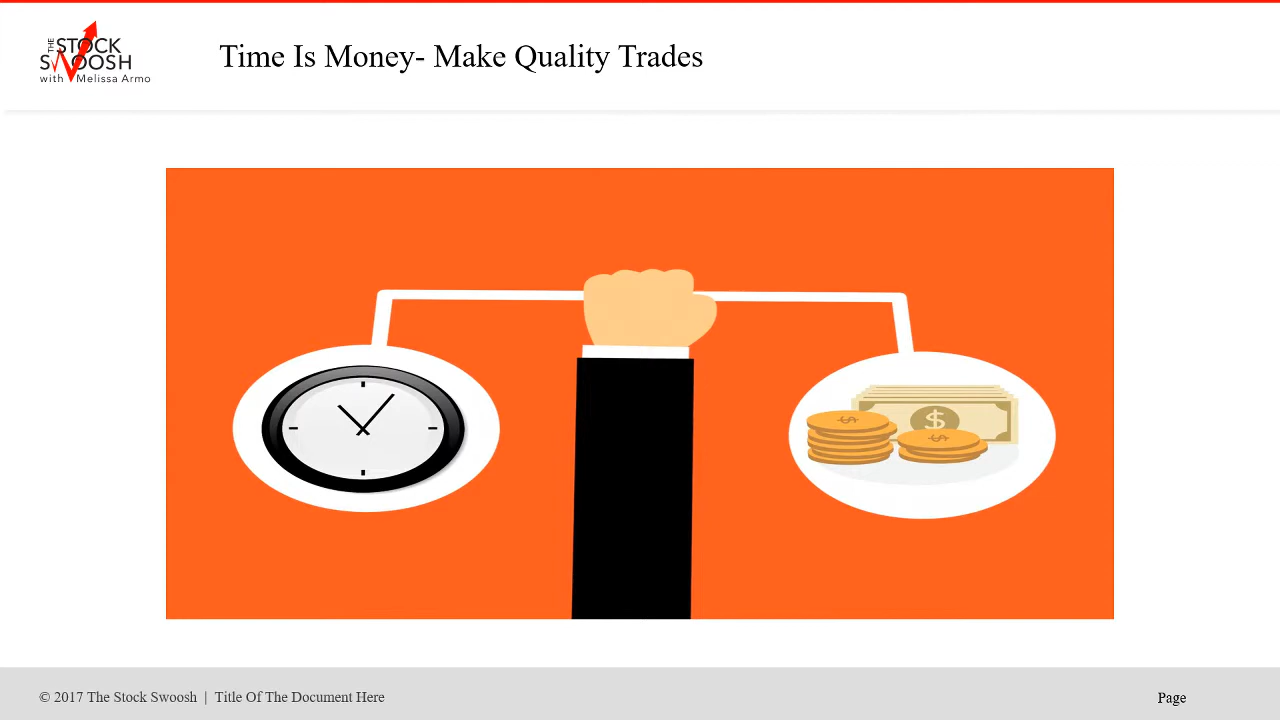 THE STOCK
SWOOSH
with Melissa Armo
Time Is Money- Make Quality Trades
$
$
$
© 2017 The Stock Swoosh | Title Of The Document Here
Page